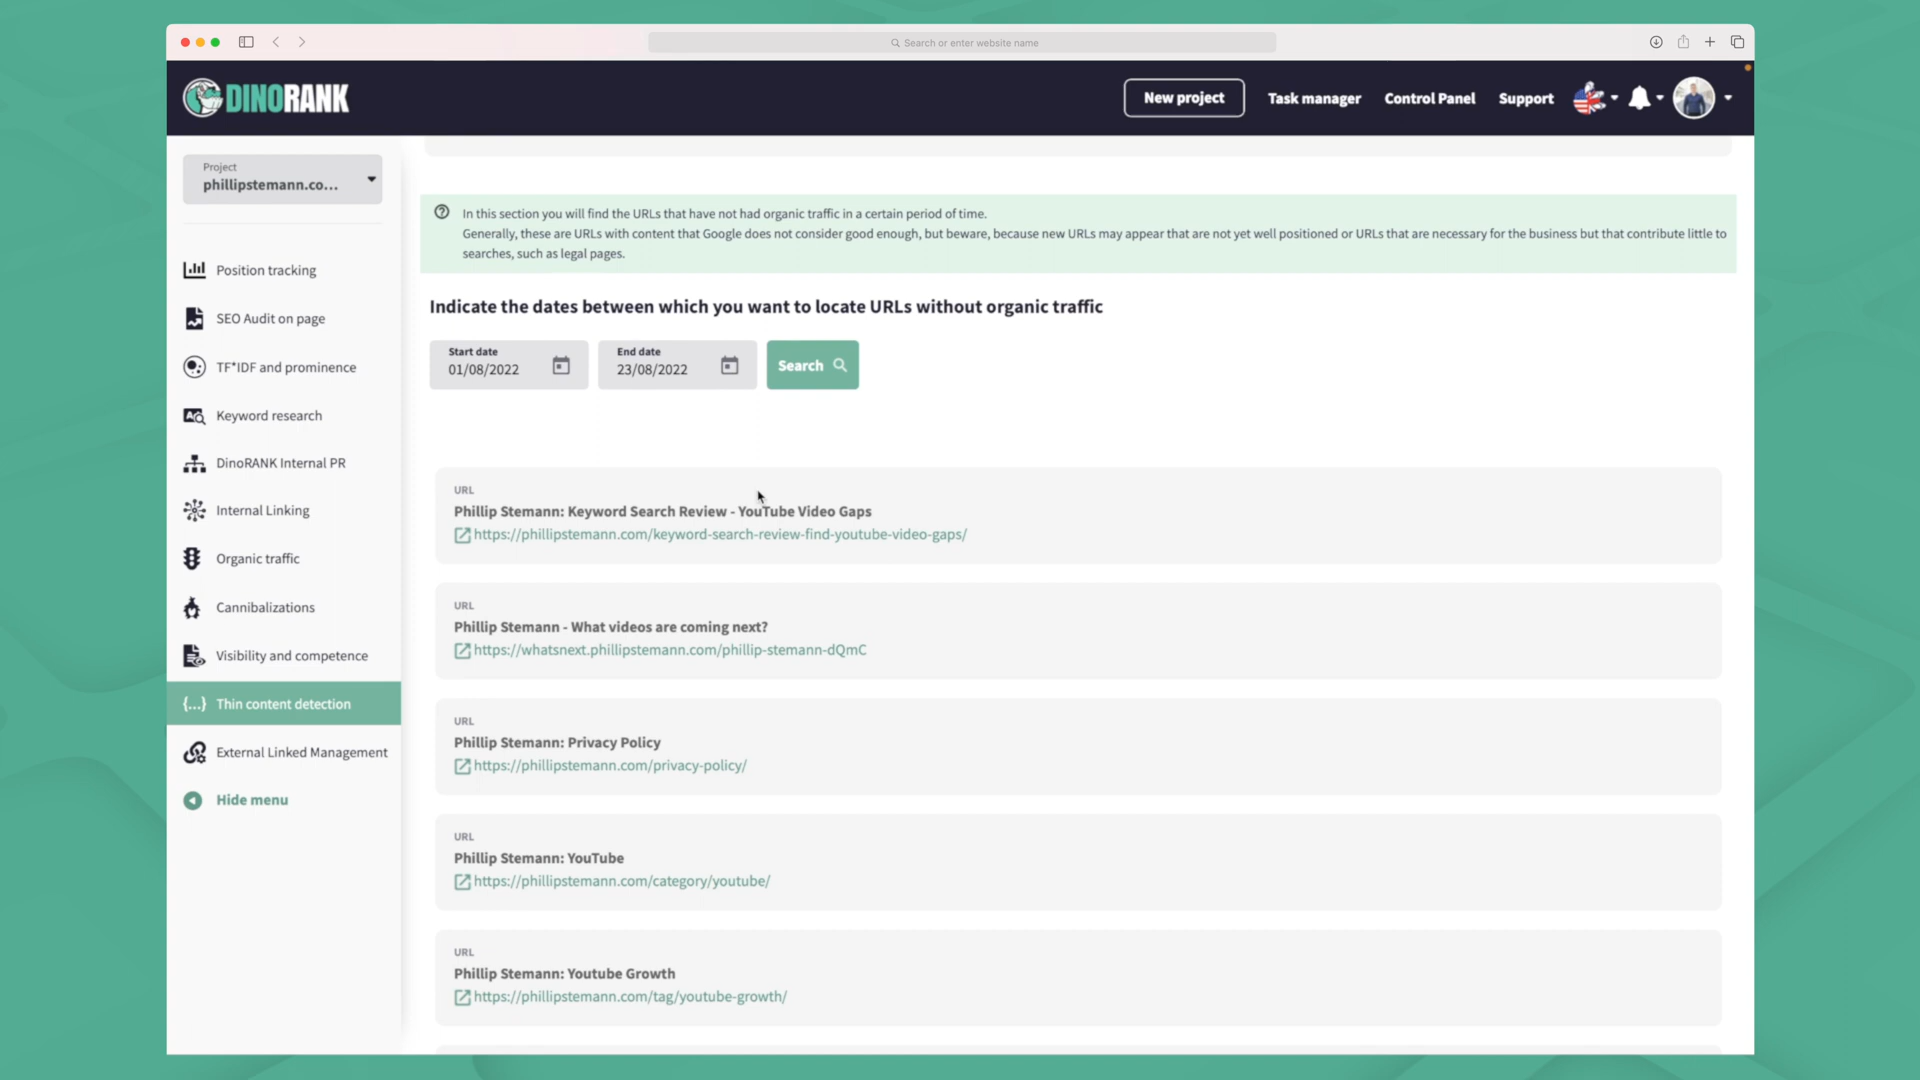 Search or enter website name
DINORANK
New project
Task manager
Control Panel
Support
Project
phillipstemann.co...
Position tracking
SEO Audit on page
TF*IDF and prominence
Keyword research
DinoRANK Internal PR
Internal Linking
Organic traffic
Cannibalizations
Visibility and competence
{...} Thin content detection
External Linked Management
Hide menu
In this section you will find the URLs that have not had organic traffic in a certain period of time.
Generally, these are URLs with content that Google does not consider good enough, but beware, because new URLs may appear that are not yet well positioned or URLs that are necessary for the business but that contribute little to
searches, such as legal pages.
Indicate the dates between which you want to locate URLs without organic traffic
Start date
01/08/2022
End date
23/08/2022
Search
URL
Phillip Stemann: Keyword Search Review - YouTube Video Gaps
https://phillipstemann.com/keyword-search-review-find-youtube-video-gaps/
URL
Phillip Stemann - What videos are coming next?
https://whatsnext.phillipstemann.com/phillip-stemann-dQmC
URL
Phillip Stemann: Privacy Policy
https://phillipstemann.com/privacy-policy/
URL
Phillip Stemann: YouTube
https://phillipstemann.com/category/youtube/
URL
Phillip Stemann: Youtube Growth
https://phillipstemann.com/tag/youtube-growth/